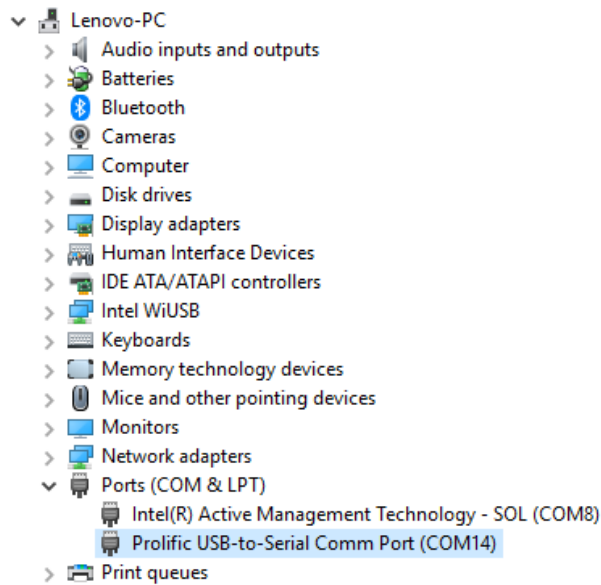 Lenovo-PC
Audio inputs and outputs
Batteries
Bluetooth
Cameras
Computer
Disk drives
Display adapters
Human Interface Devices
IDE ATA/ATAPI controllers
Intel WiUSB
Keyboards
Memory technology devices
Mice and other pointing devices
Monitors
Network adapters
Ports (COM & LPT)
Intel(R) Active Management Technology - SOL (COM8)
Prolific USB-to-Serial Comm Port (COM14)
Print queues